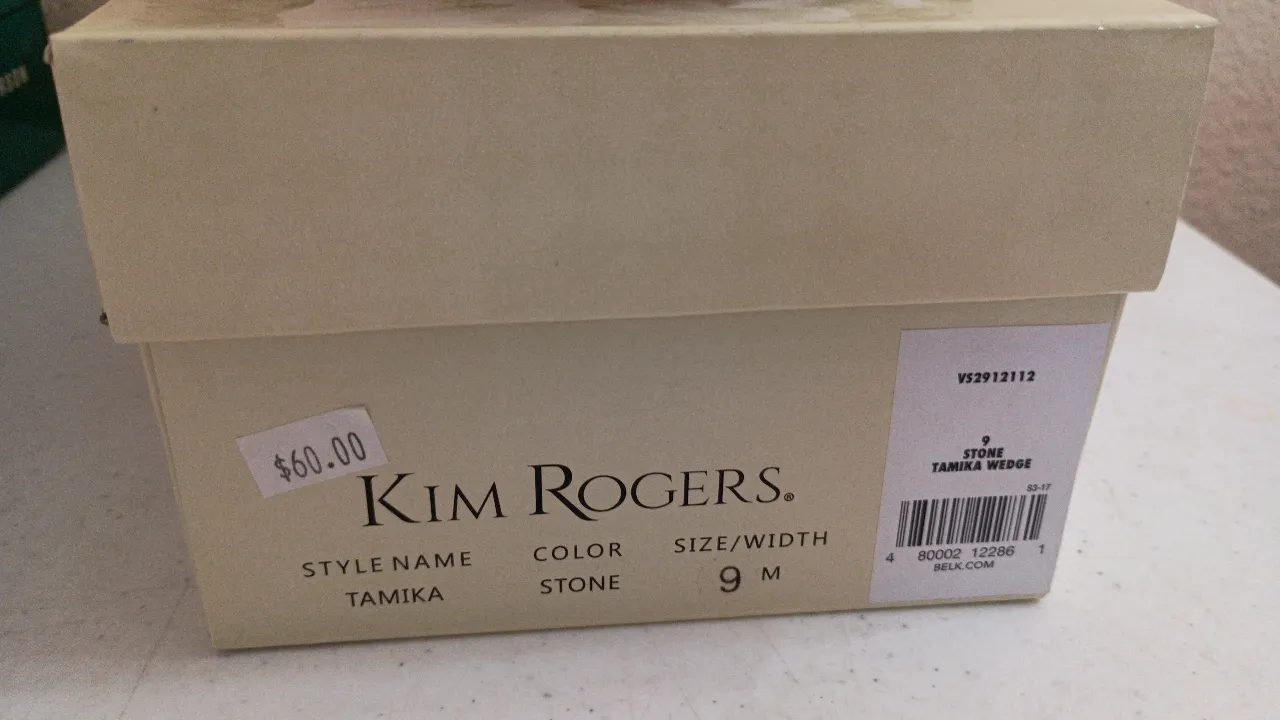 $60.00
KIM ROGERS®
STYLE NAME COLOR SIZE/WIDTH
TAMIKA STONE 9 M
VS2912112
9
STONE
TAMIKA WEDGE
S3-17
4 80002 12286 1
BELK.COM